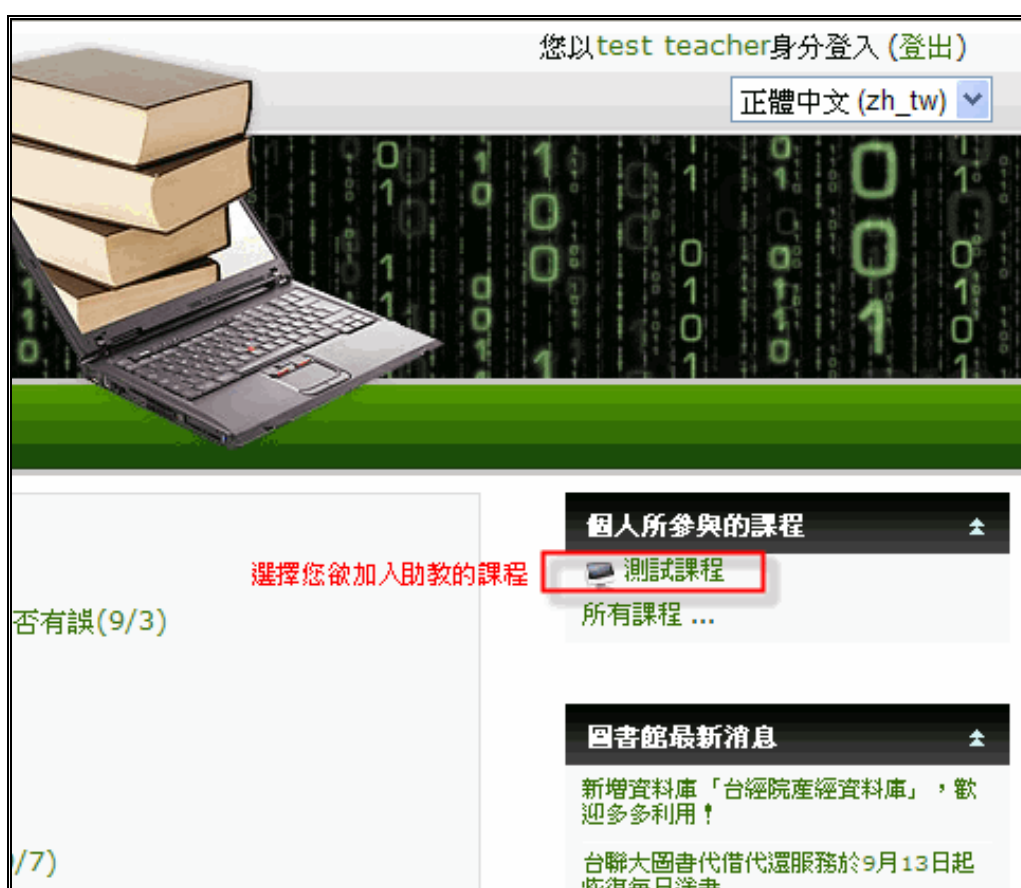 您以test teacher身分登入 (登出)
正體中文 (zh_tw)
個人所參與的課程
選擇您欲加入助教的課程
測試課程
所有課程 ...
否有誤(9/3)
圖書館最新消息
新增資料庫「台經院產經資料庫」，歡
迎多多利用！
/7)
台聯大圖書代借代還服務於9月13日起